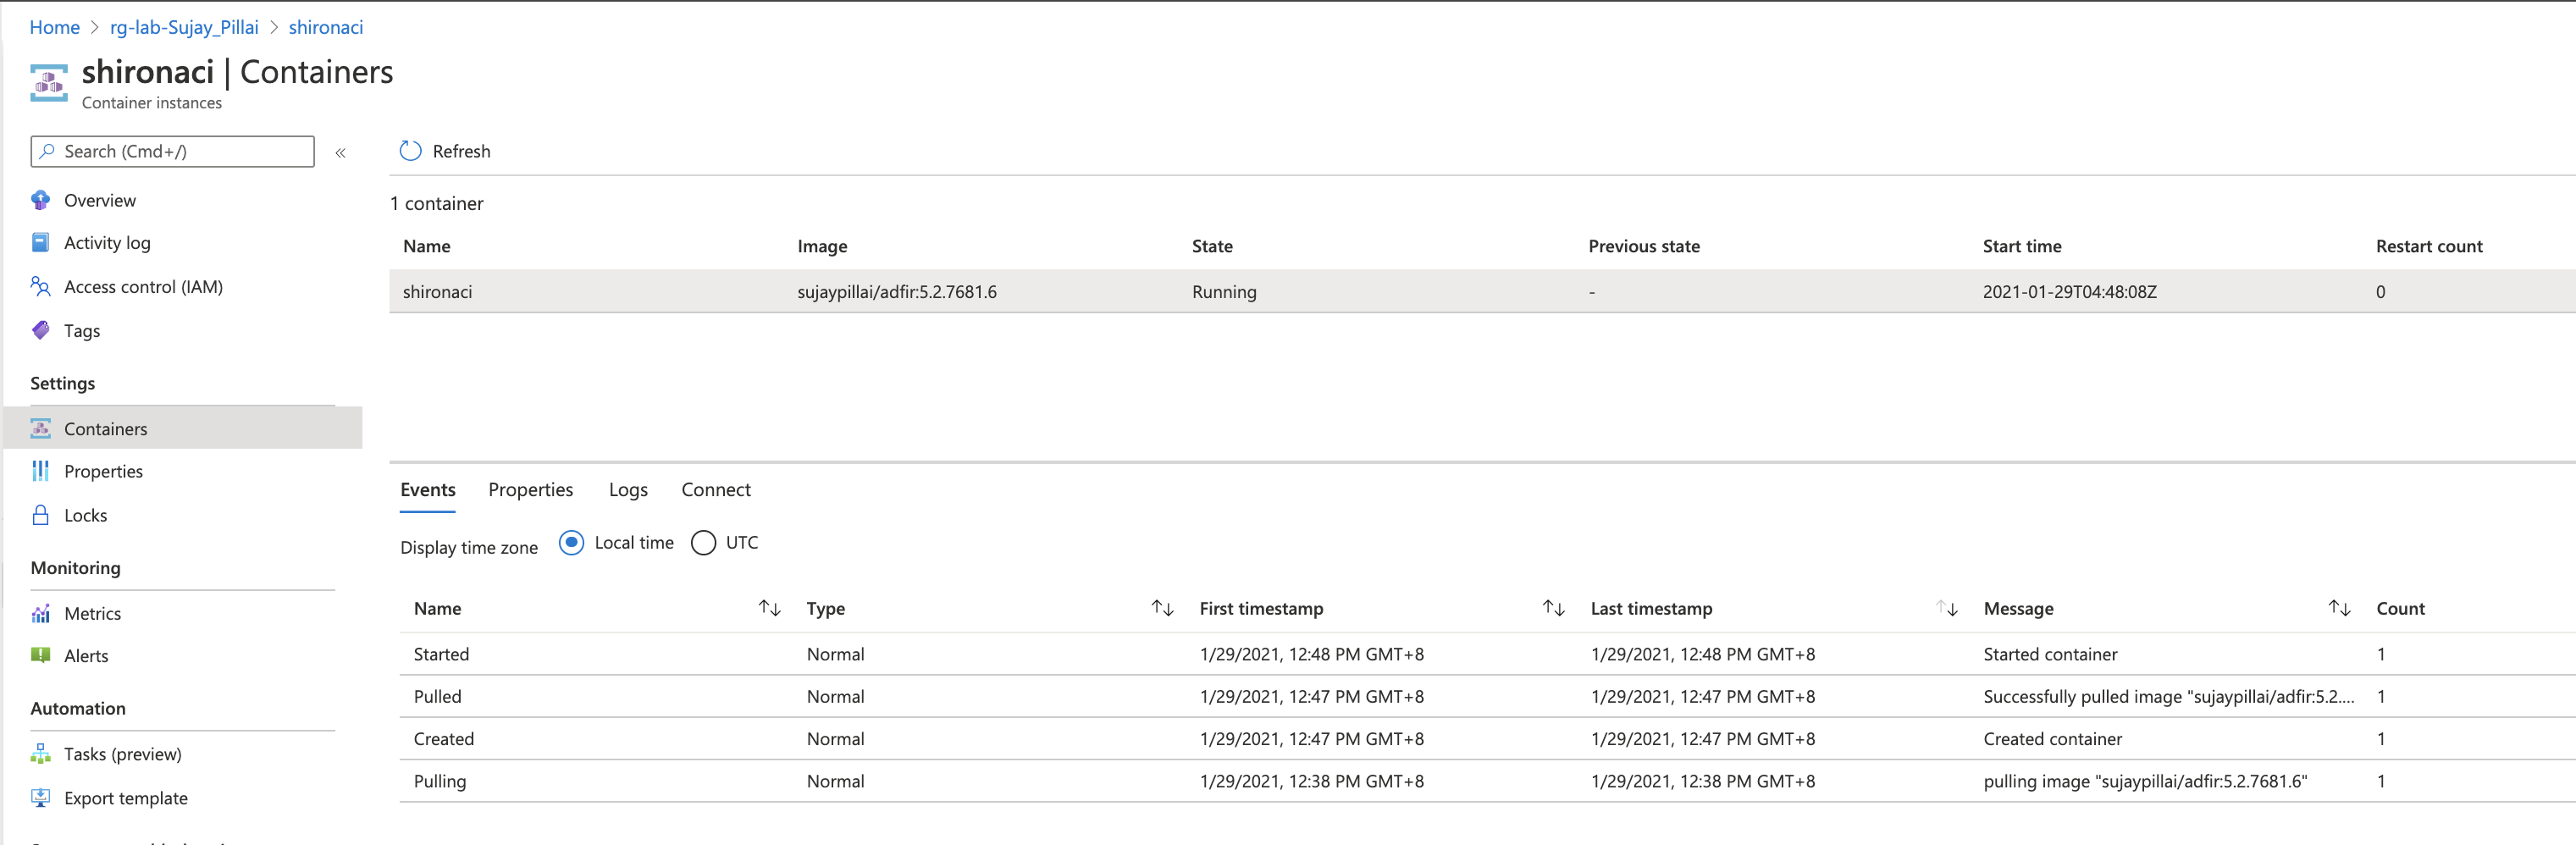 Home > rg-lab-Sujay_Pillai > shironaci
shironaci | Containers
Container instances
Search (Cmd+/)
«
Overview
Activity log
Access control (IAM)
Tags
Settings
Containers
Properties
Locks
Monitoring
Metrics
Alerts
Automation
Tasks (preview)
Export template
Refresh
1 container
Name Image State Previous state Start time Restart count
shironaci sujaypillai/adfir:5.2.7681.6 Running - 2021-01-29T04:48:08Z 0
Events Properties Logs Connect
Display time zone Local time UTC
Name Type First timestamp Last timestamp Message Count
Started Normal 1/29/2021, 12:48 PM GMT+8 1/29/2021, 12:48 PM GMT+8 Started container 1
Pulled Normal 1/29/2021, 12:47 PM GMT+8 1/29/2021, 12:47 PM GMT+8 Successfully pulled image "sujaypillai/adfir:5.2.... 1
Created Normal 1/29/2021, 12:47 PM GMT+8 1/29/2021, 12:47 PM GMT+8 Created container 1
Pulling Normal 1/29/2021, 12:38 PM GMT+8 1/29/2021, 12:38 PM GMT+8 pulling image "sujaypillai/adfir:5.2.7681.6" 1